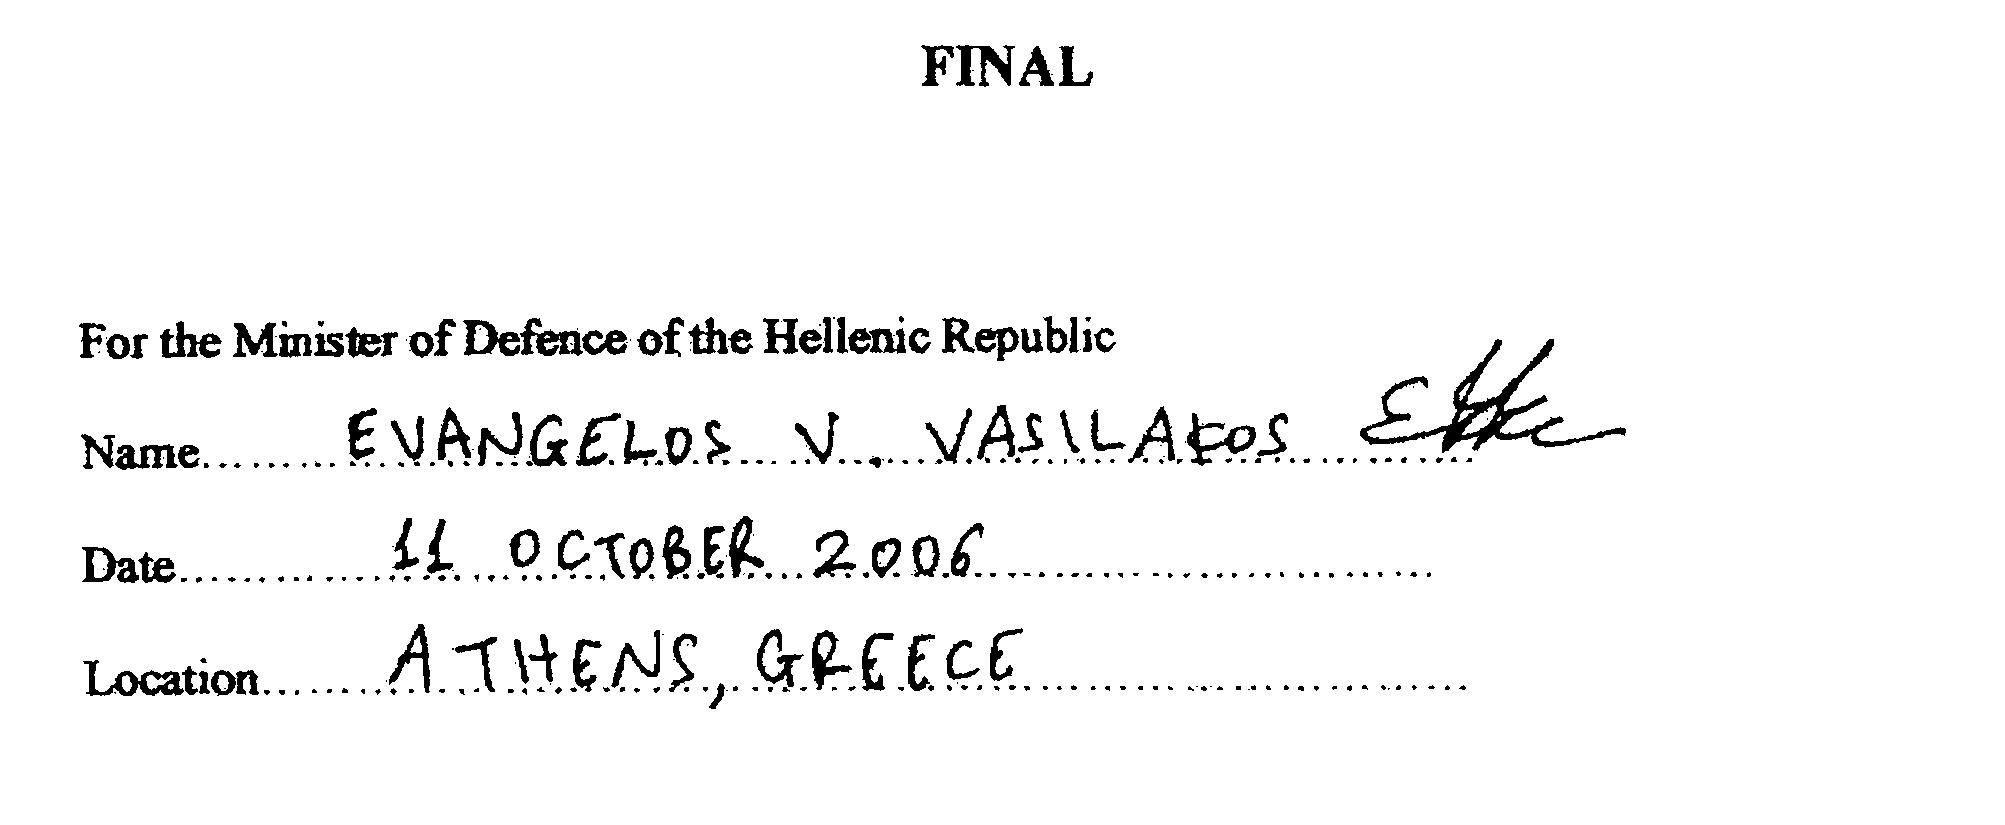 FINAL
For the Minister of Defence of the Hellenic Republic
Name.......... EVANGELOS V. VASILAKOS
Date.......... 11 OCTOBER 2006
Location.......... ATHENS, GREECE